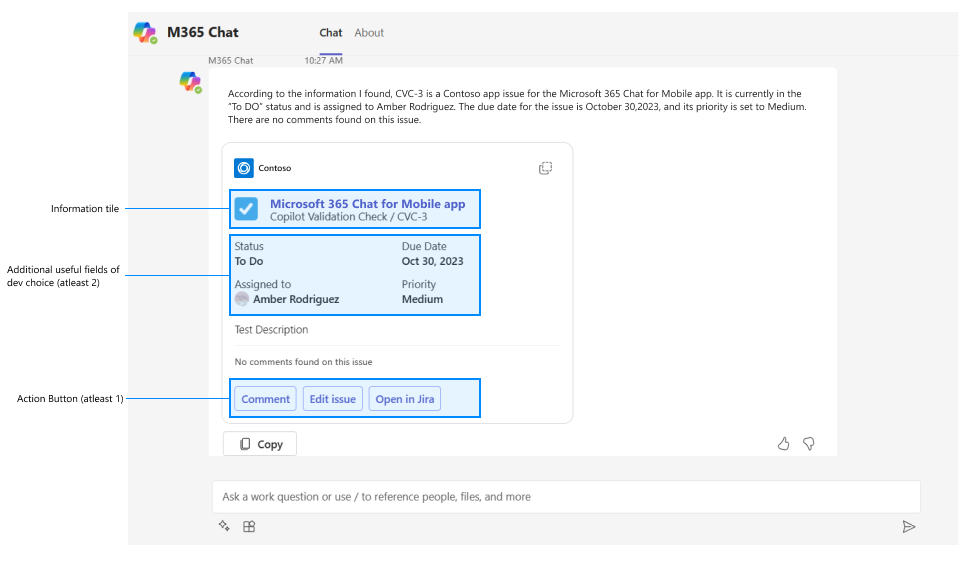 M365 Chat
Chat
About
M365 Chat
10:27 AM
According to the information I found, CVC-3 is a Contoso app issue for the Microsoft 365 Chat for Mobile app. It is currently in the
“To DO” status and is assigned to Amber Rodriguez. The due date for the issue is October 30,2023, and its priority is set to Medium.
There are no comments found on this issue.
Contoso
Information tile
Microsoft 365 Chat for Mobile app
Copilot Validation Check / CVC-3
Additional useful fields of
dev choice (atleast 2)
Status
Due Date
To Do
Oct 30, 2023
Assigned to
Priority
Amber Rodriguez
Medium
Test Description
No comments found on this issue
Action Button (atleast 1)
Comment
Edit issue
Open in Jira
Copy
Ask a work question or use / to reference people, files, and more